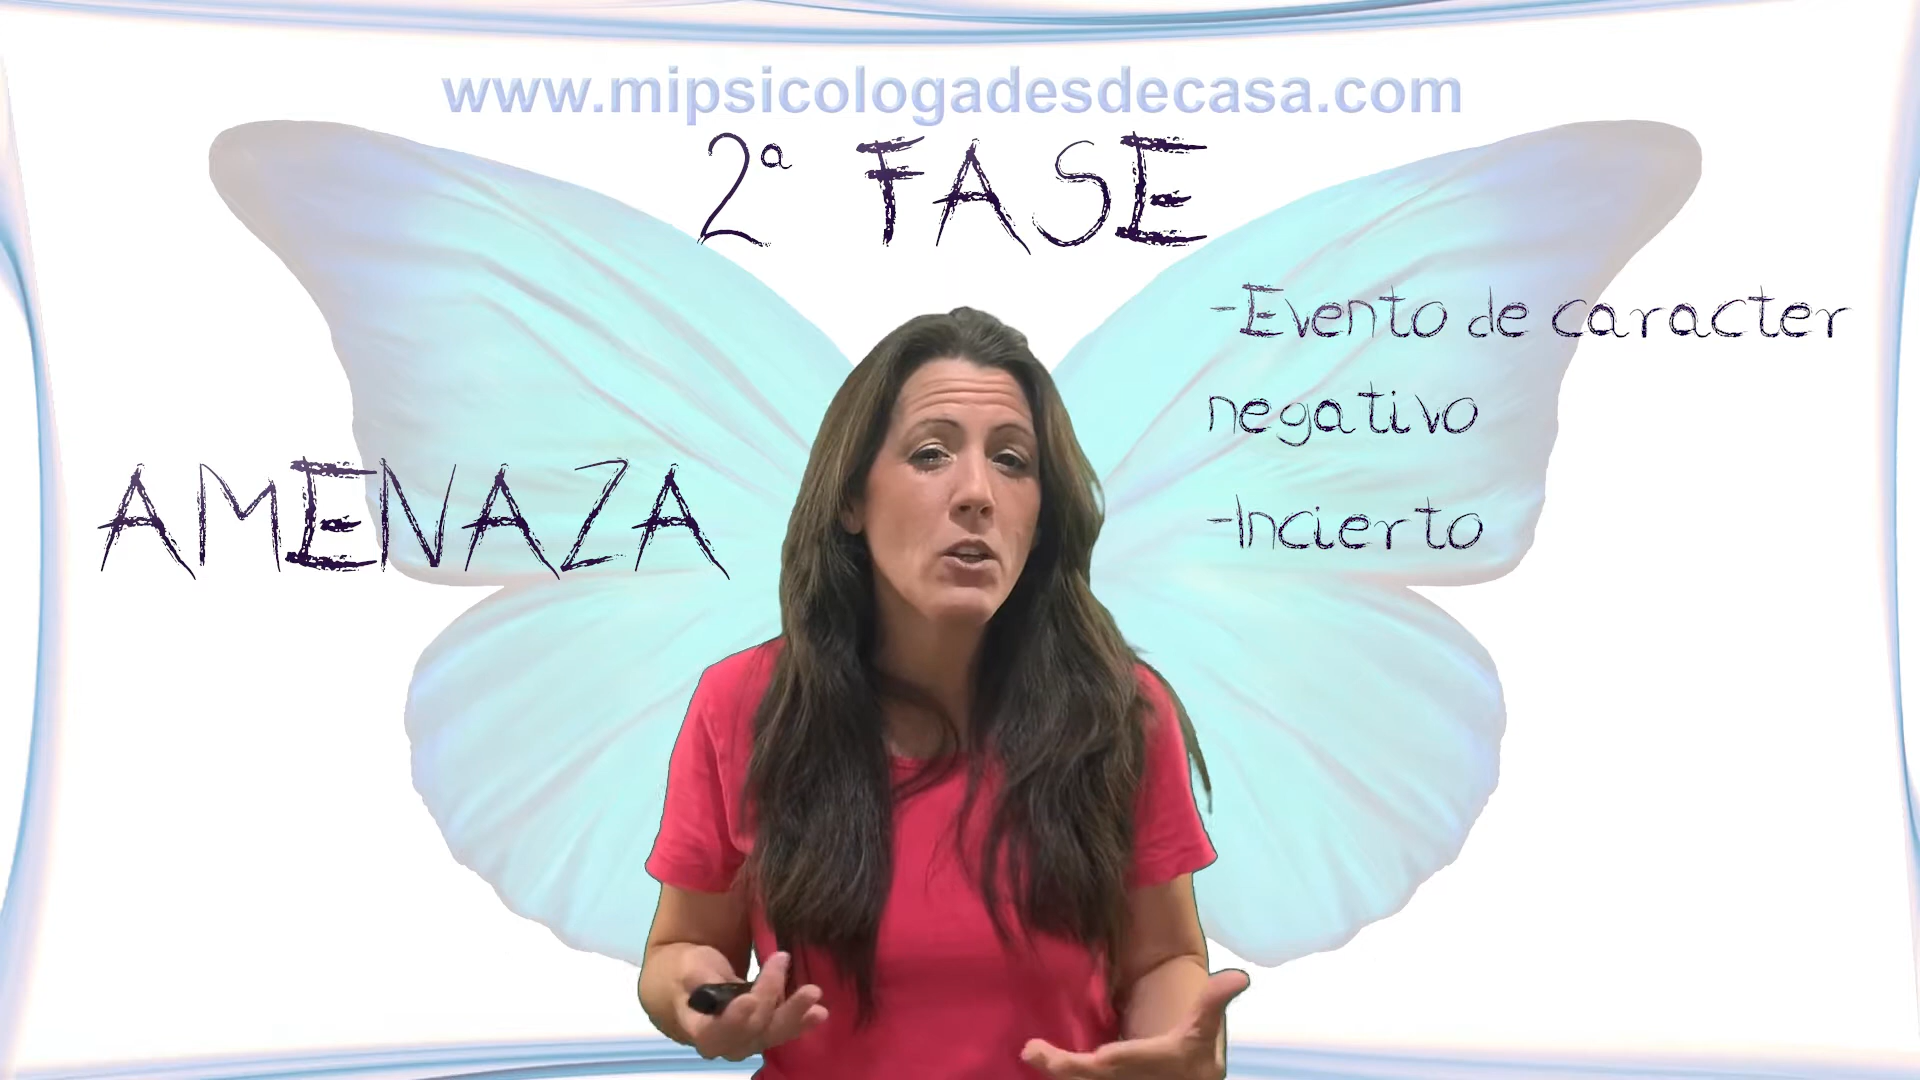 www.mipsicologadesdecasa.com
2ª FASE
AMENAZA
-Evento de caracter
negativo
-Incierto